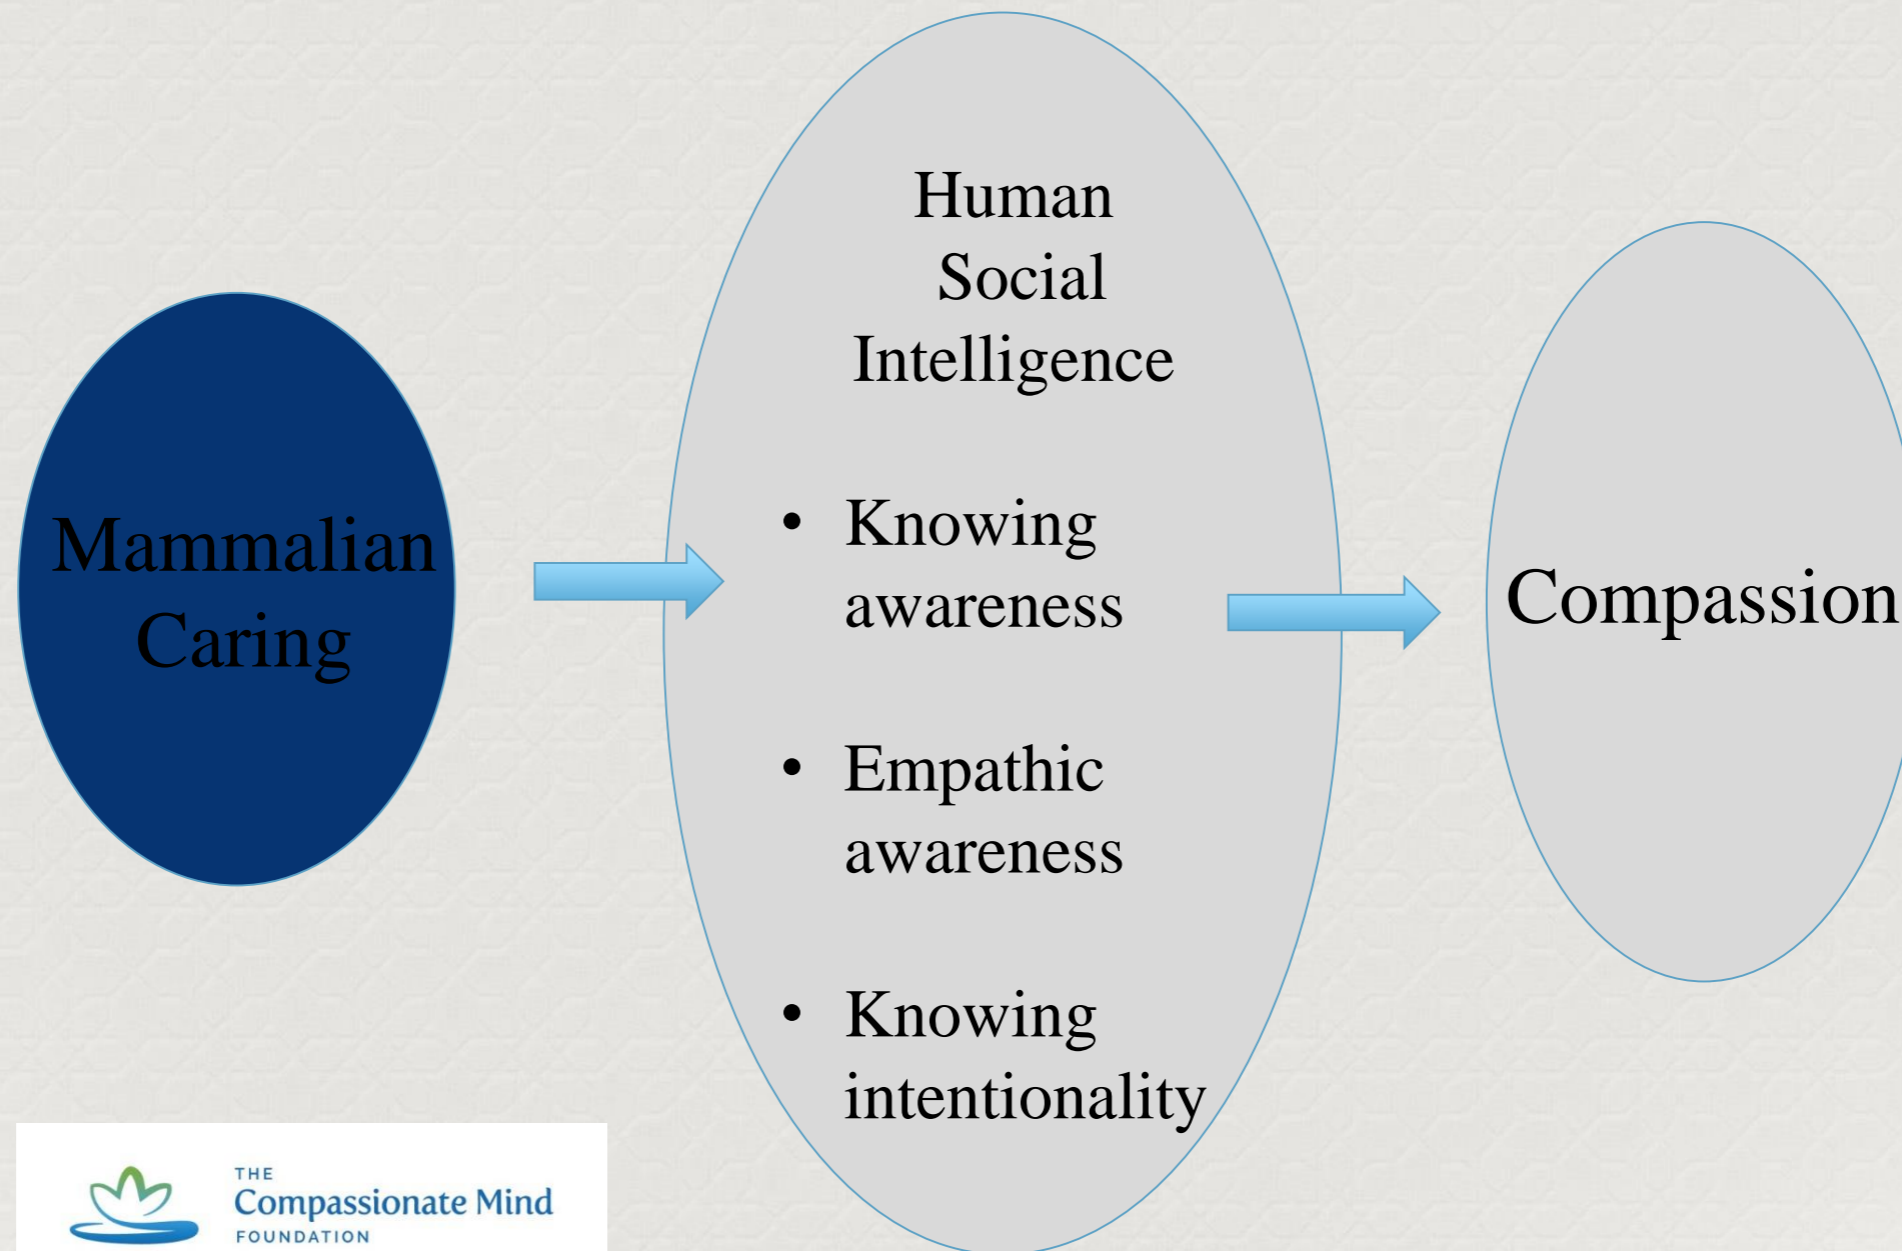 Mammalian
Caring
Human
Social
Intelligence
• Knowing
awareness
• Empathic
awareness
• Knowing
intentionality
Compassion
THE
Compassionate Mind
FOUNDATION